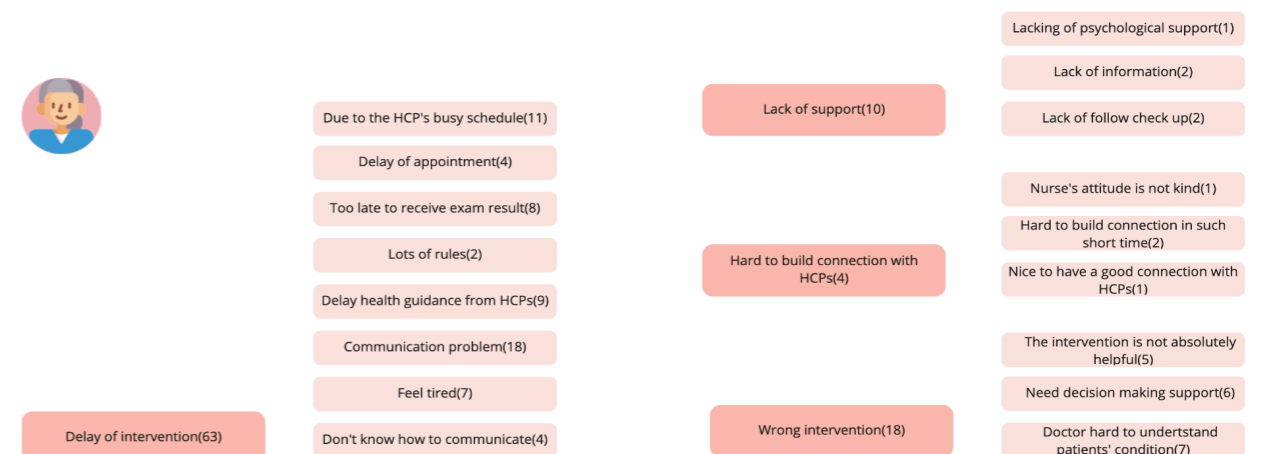 Due to the HCP's busy schedule(11)
Delay of appointment(4)
Too late to receive exam result(8)
Lots of rules(2)
Delay health guidance from HCPs(9)
Communication problem(18)
Feel tired(7)
Don't know how to communicate(4)
Delay of intervention(63)
Lack of support(10)
Lacking of psychological support(1)
Lack of information(2)
Lack of follow check up(2)
Hard to build connection with
HCPs(4)
Nurse's attitude is not kind(1)
Hard to build connection in such
short time(2)
Nice to have a good connection with
HCPs(1)
Wrong intervention(18)
The intervention is not absolutely
helpful(5)
Need decision making support(6)
Doctor hard to undertstand
patients' condition(7)